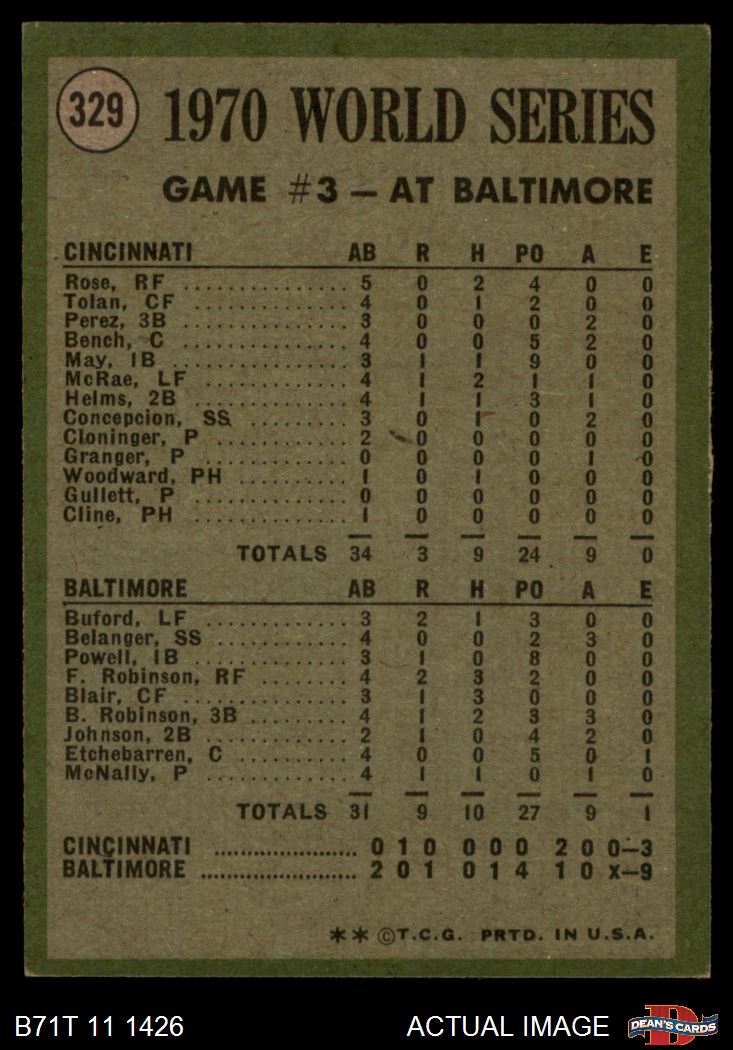 329 1970 WORLD SERIES
GAME #3 — AT BALTIMORE
CINCINNATI AB R H PO A E
Rose, RF ............... 5 0 2 4 0 0
Tolan, CF .............. 4 0 1 2 0 0
Perez, 3B .............. 3 0 0 0 2 0
Bench, C ............... 4 0 0 5 2 0
May, 1B ............... 3 1 1 9 0 0
McRae, LF ............ 4 1 2 1 1 0
Helms, 2B ............ 4 1 1 3 1 0
Concepcion, SS ......... 3 0 1 0 2 0
Cloninger, P ............ 2 0 0 0 0 0
Granger, P ............ 0 0 0 0 1 0
Woodward, PH .......... 1 0 1 0 0 0
Gullett, P ............. 0 0 0 0 0 0
Cline, PH ............. 1 0 0 0 0 0
TOTALS 34 3 9 24 9 0
BALTIMORE AB R H PO A E
Buford, LF ............ 3 2 1 3 0 0
Belanger, SS ............ 4 0 0 2 3 0
Powell, 1B ............. 3 1 0 8 0 0
F. Robinson, RF ......... 4 2 3 2 0 0
Blair, CF .............. 3 1 3 0 0 0
B. Robinson, 3B ......... 4 1 2 3 3 0
Johnson, 2B ............ 2 1 0 4 2 0
Etchebarren, C .......... 4 0 0 5 0 1
McNally, P ............ 4 1 1 0 1 0
TOTALS 31 9 10 27 9 1
CINCINNATI ..................... 0 1 0 0 0 0 2 0 0—3
BALTIMORE ...................... 2 0 1 0 1 4 1 0 x—9
** ©T.C.G. PRTD. IN U.S.A.
B71T 11 1426 ACTUAL IMAGE D DEAN'S CARDS